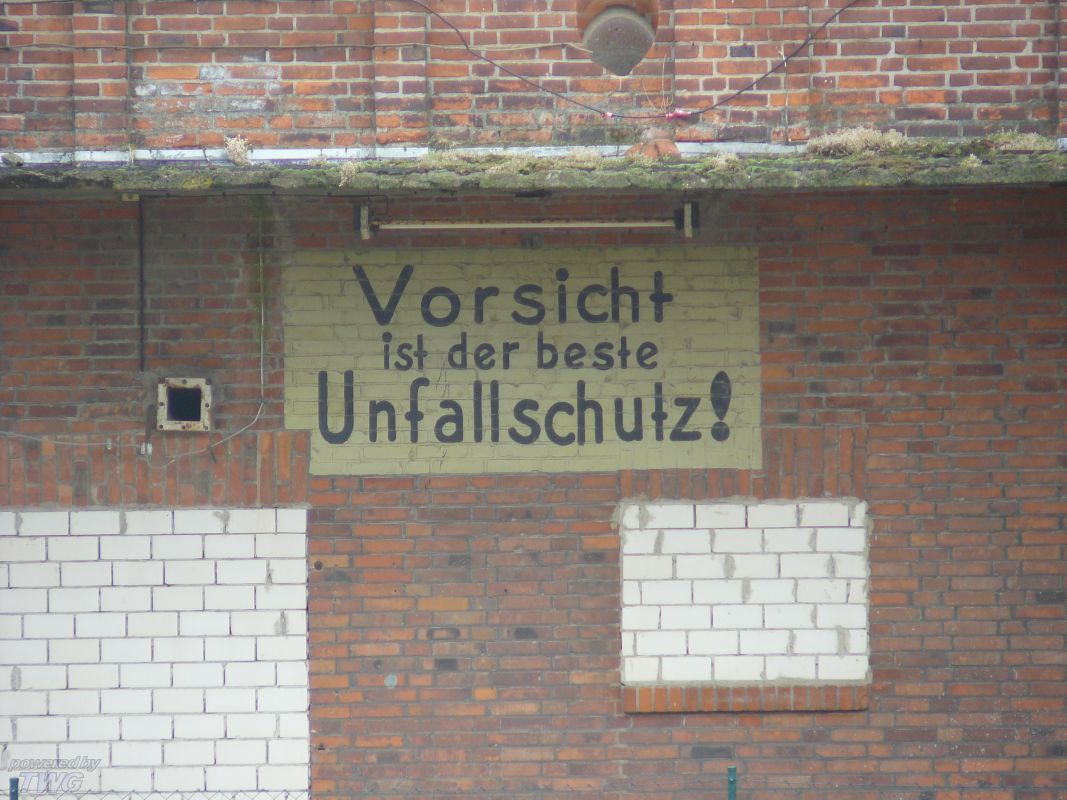 Vorsicht
ist der beste
Unfallschutz!
powered by
TWG